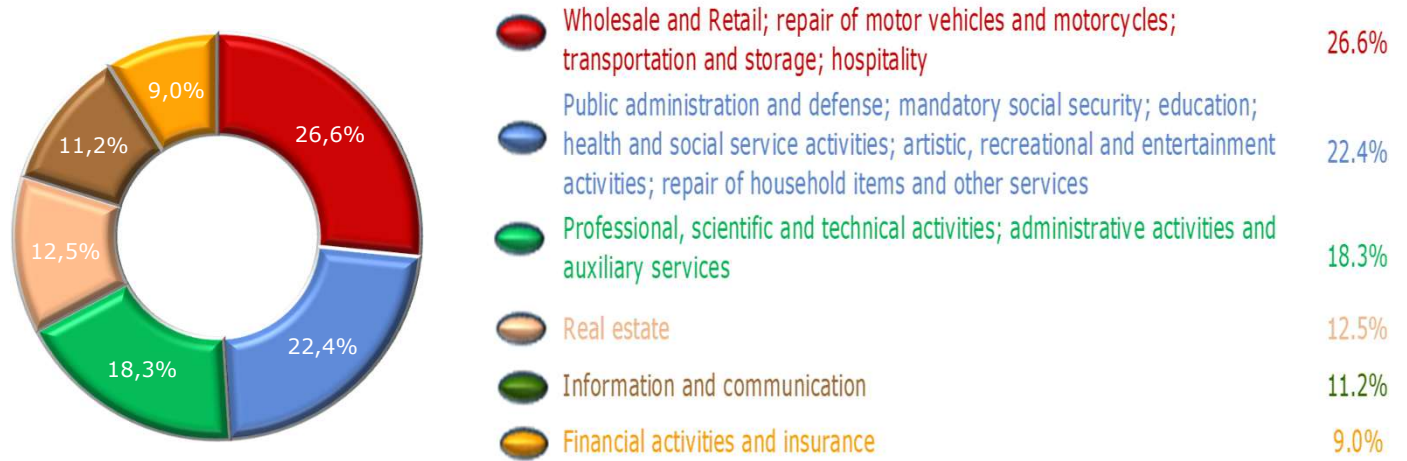 26,6%
22,4%
18,3%
12,5%
11,2%
9,0%
Wholesale and Retail; repair of motor vehicles and motorcycles;
transportation and storage; hospitality
26.6%
Public administration and defense; mandatory social security; education;
health and social service activities; artistic, recreational and entertainment
activities; repair of household items and other services
22.4%
Professional, scientific and technical activities; administrative activities and
auxiliary services
18.3%
Real estate
12.5%
Information and communication
11.2%
Financial activities and insurance
9.0%